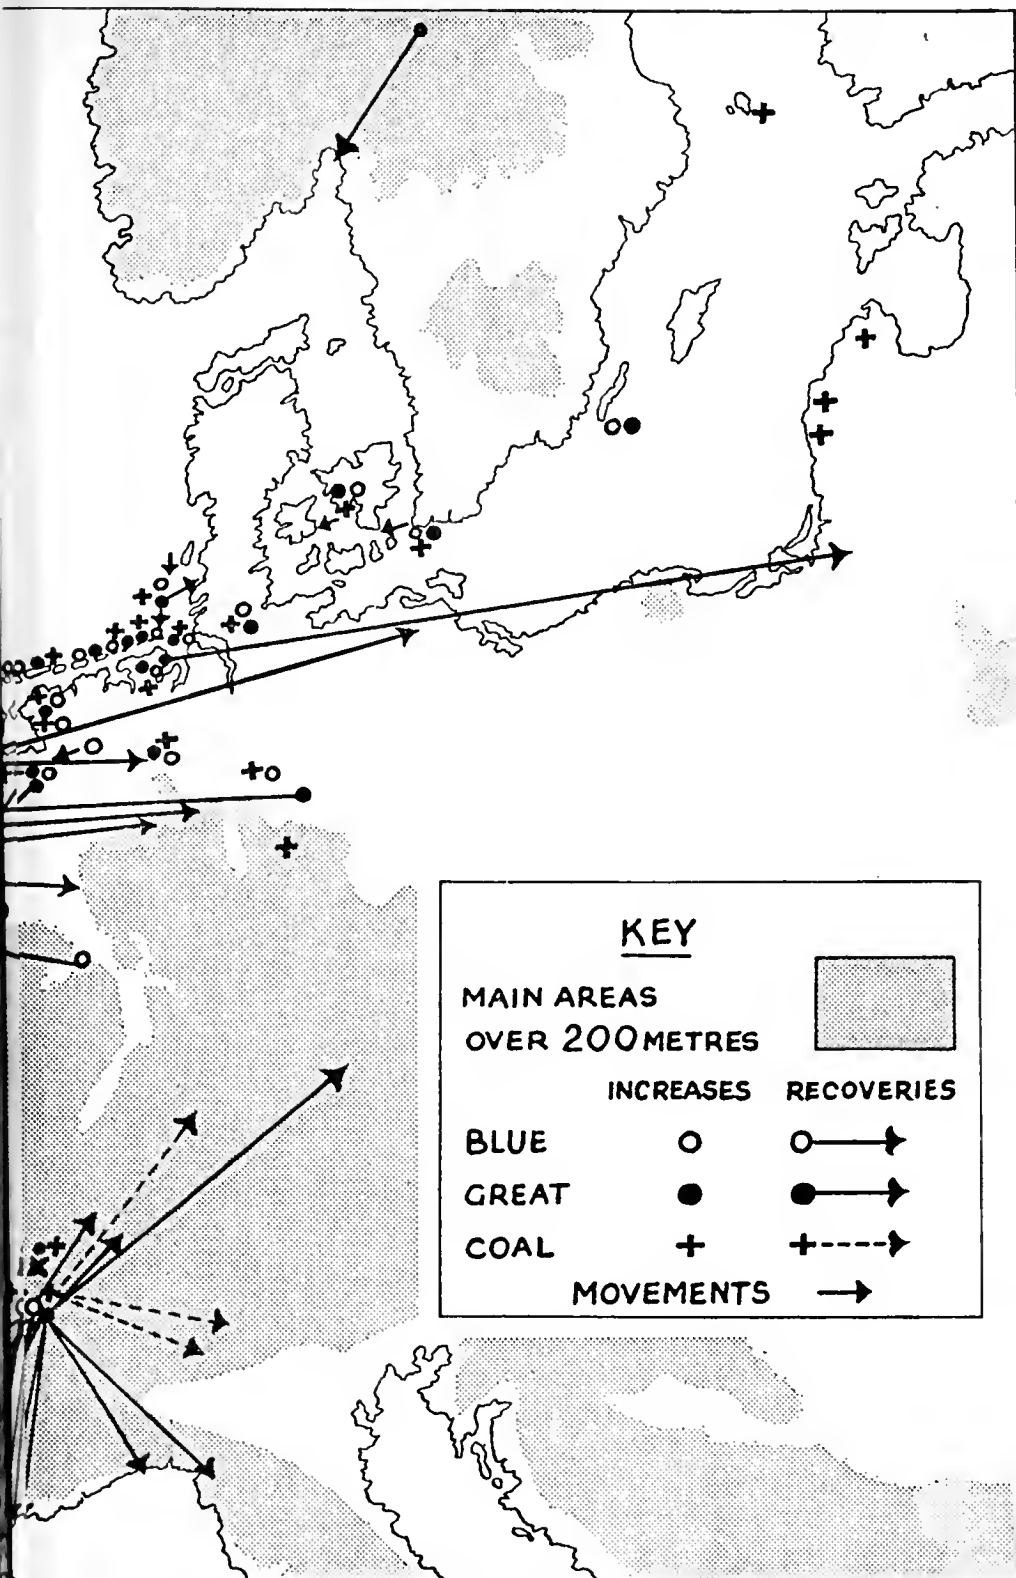 KEY
MAIN AREAS
OVER 200 METRES
INCREASES RECOVERIES
BLUE
GREAT
COAL
MOVEMENTS